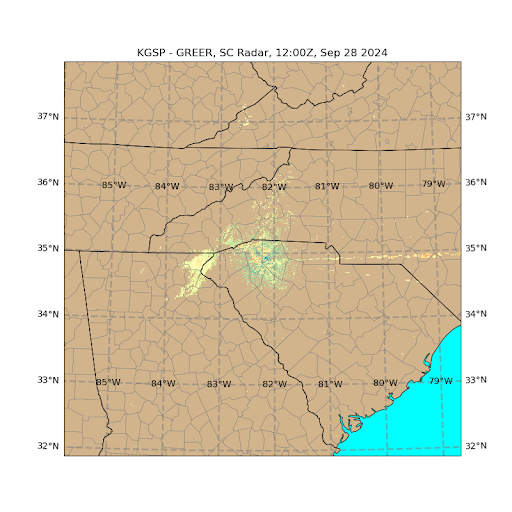 KGSP - GREER, SC Radar, 12:00Z, Sep 28 2024
37°N 37°N
36°N 85°W 84°W 83°W 82°W 81°W 80°W 79°W 36°N
35°N 35°N
34°N 34°N
33°N 85°W 84°W 83°W 82°W 81°W 80°W 79°W 33°N
32°N 32°N